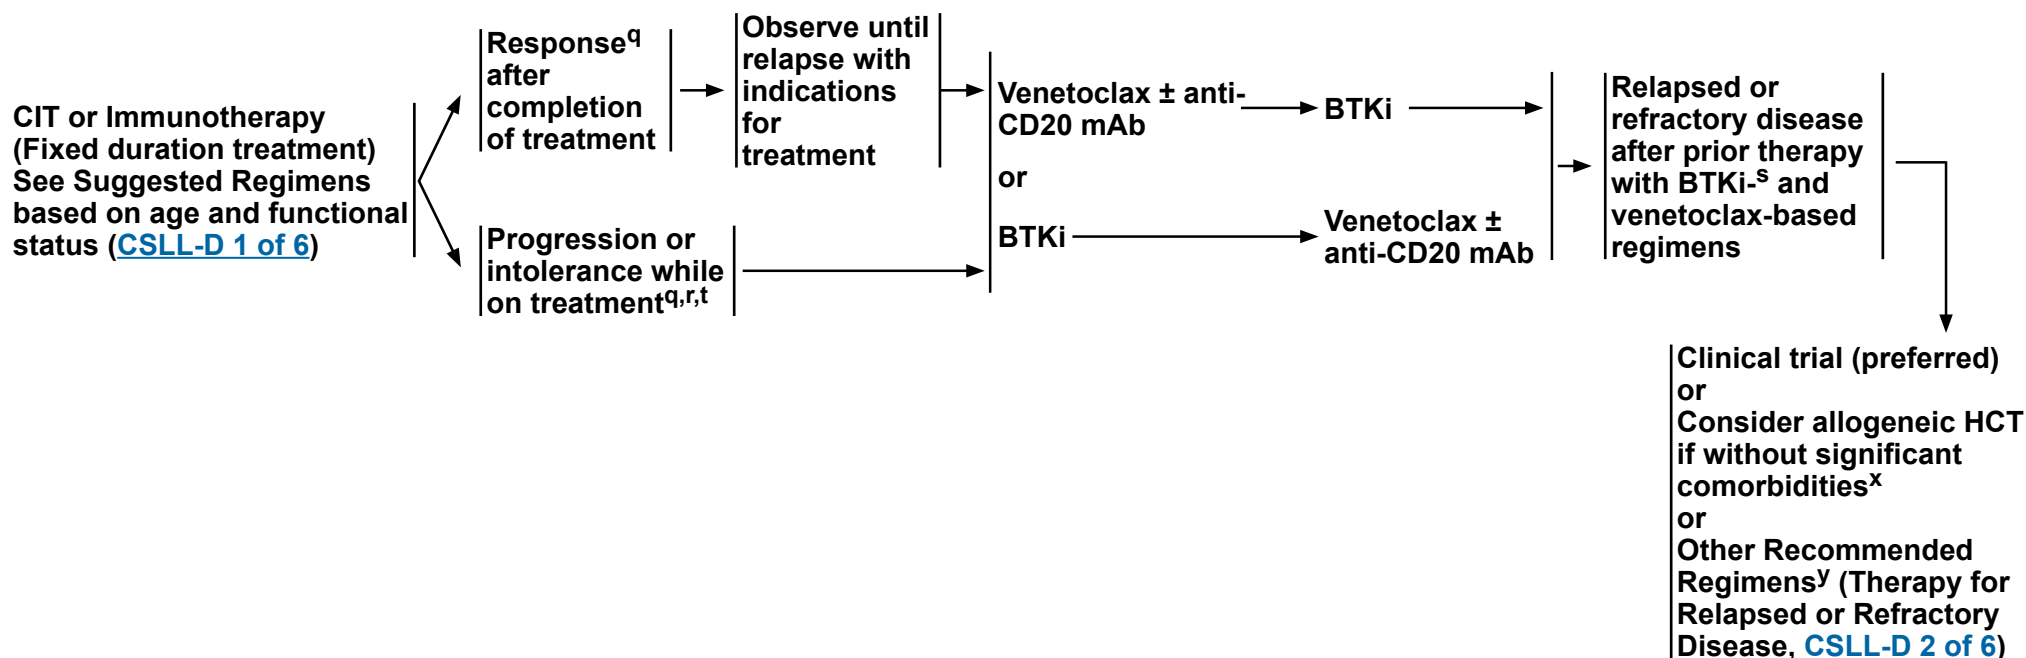 CIT or Immunotherapy
(Fixed duration treatment)
See Suggested Regimens
based on age and functional
status (CSLL-D 1 of 6)
Responseq
after
completion
of treatment
Observe until
relapse with
indications
for
treatment
Progression or
intolerance while
on treatmentq,r,t
Venetoclax ± anti-
CD20 mAb
or
BTKi
BTKi
Venetoclax ±
anti-CD20 mAb
Relapsed or
refractory disease
after prior therapy
with BTKi-s and
venetoclax-based
regimens
Clinical trial (preferred)
or
Consider allogeneic HCT
if without significant
comorbiditiesx
or
Other Recommended
Regimensy (Therapy for
Relapsed or Refractory
Disease, CSLL-D 2 of 6)